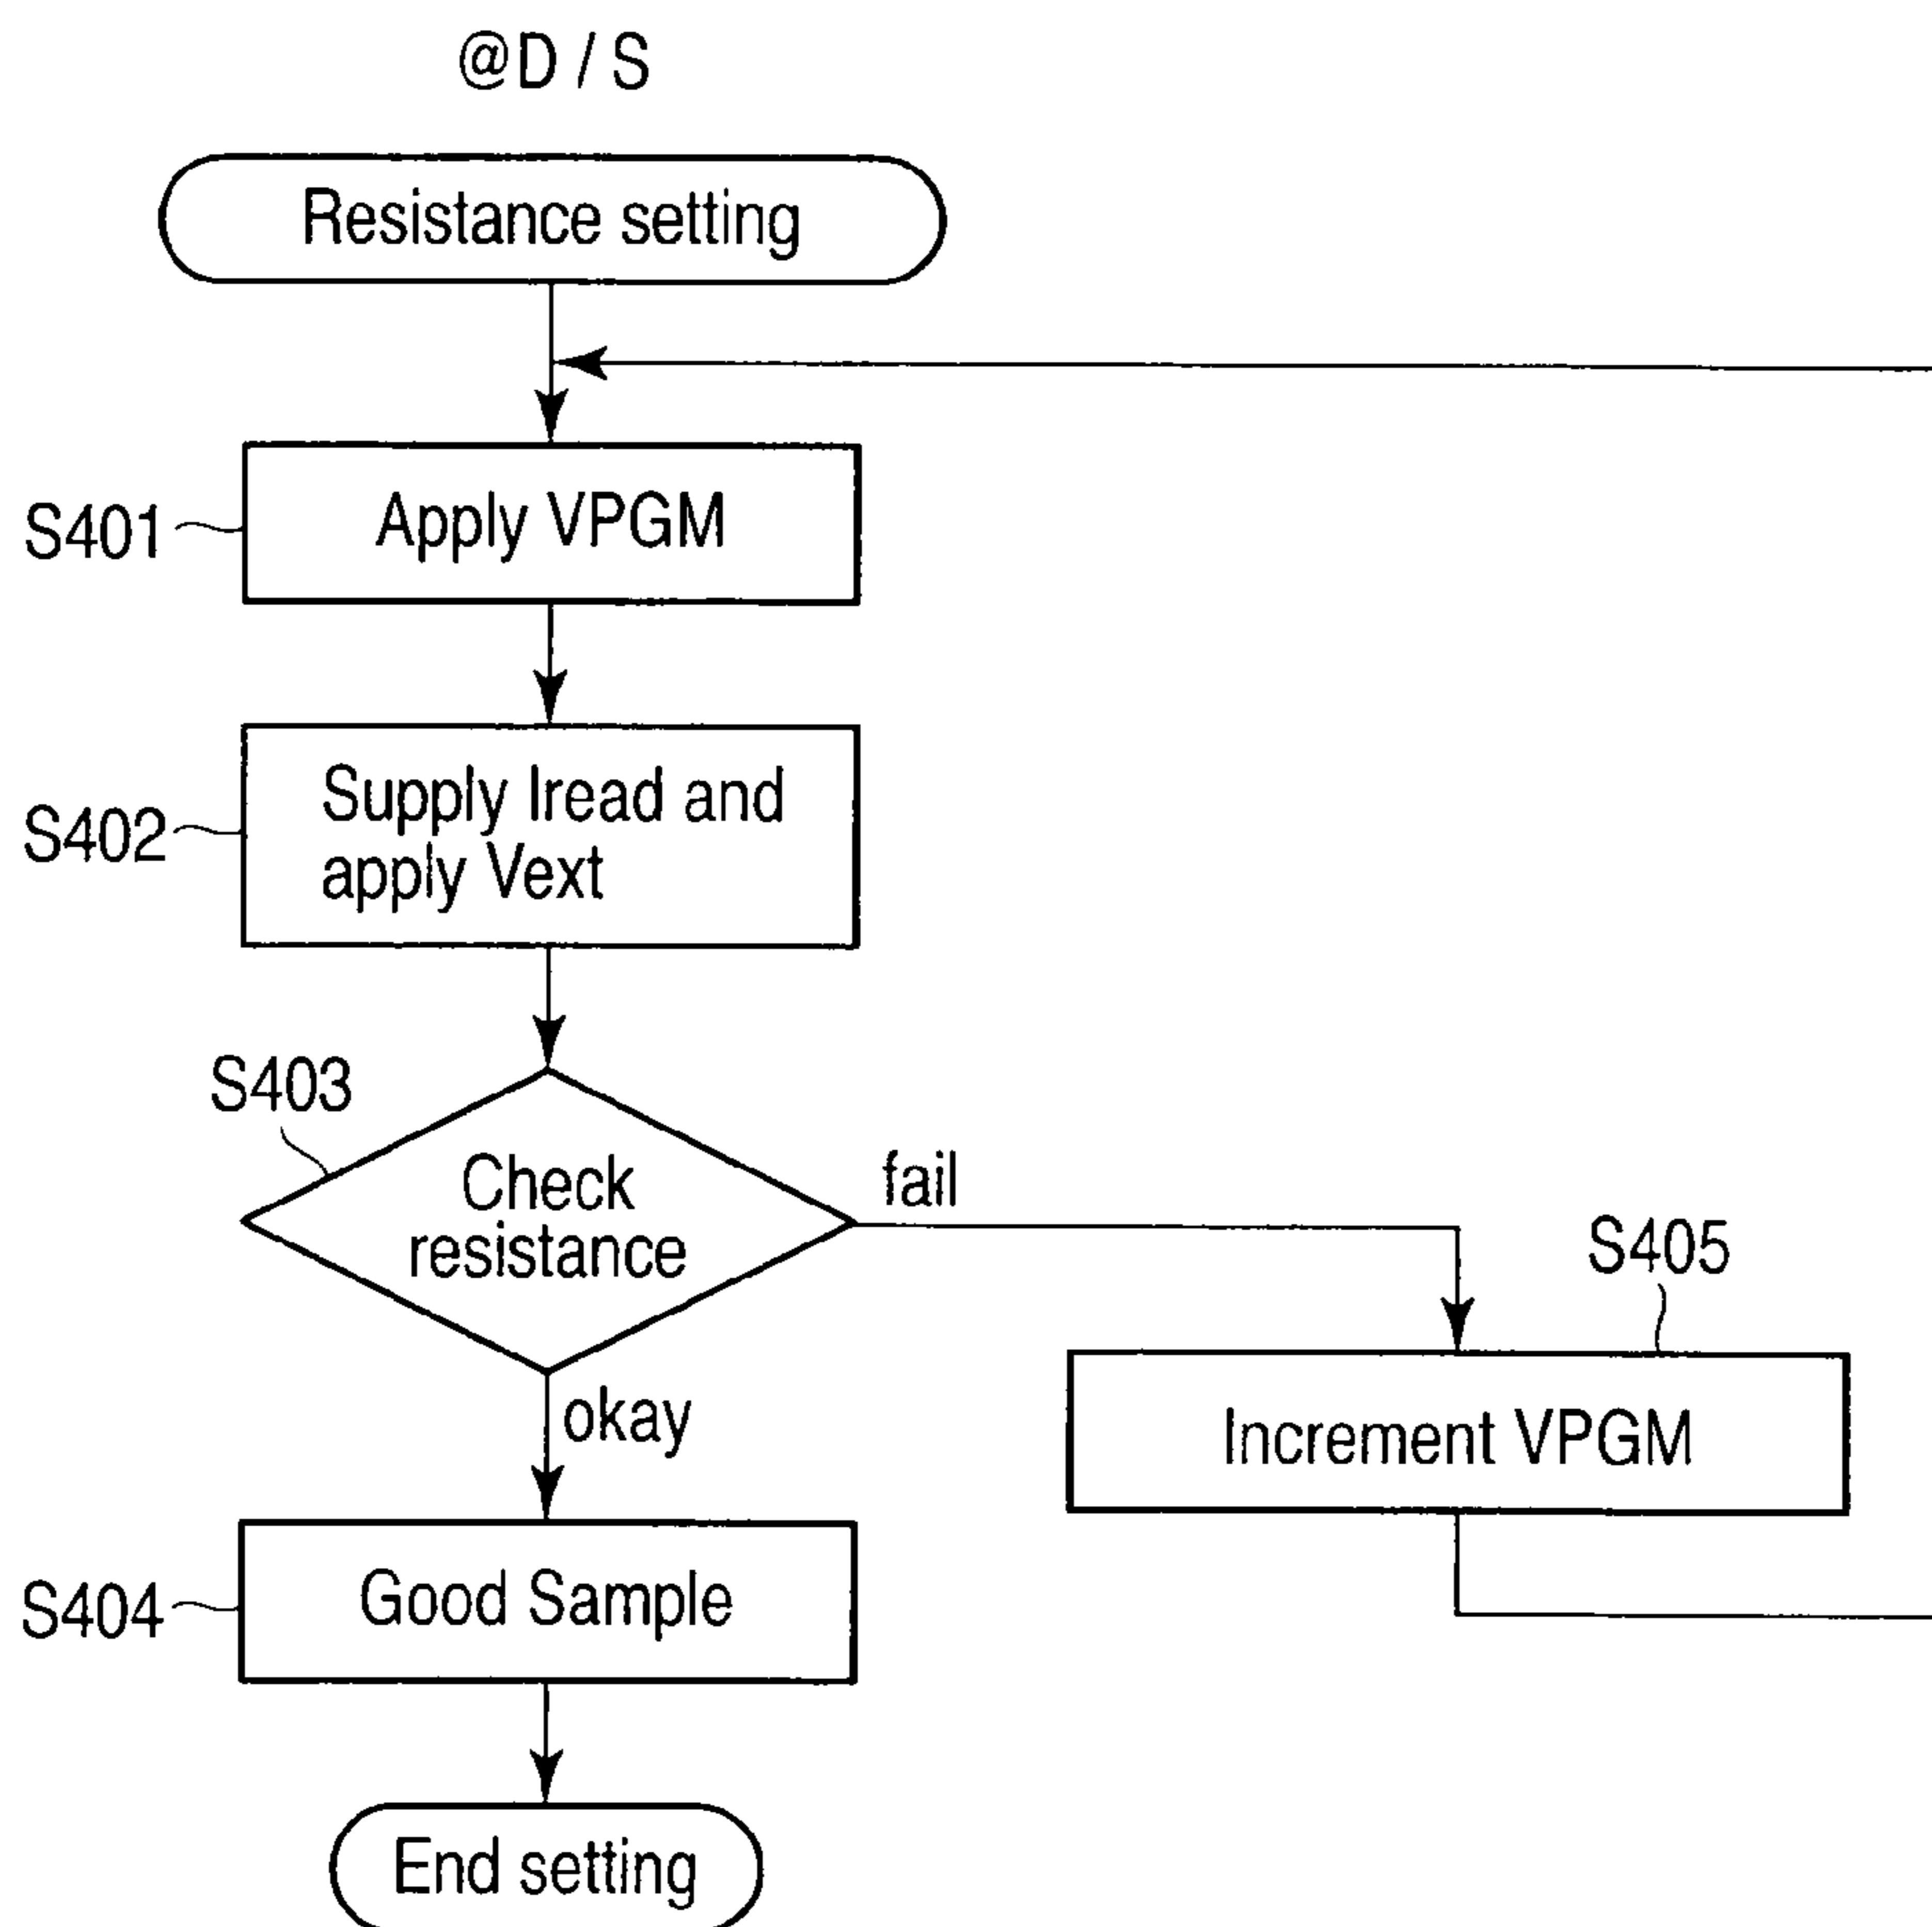 @D / S
Resistance setting
S401
Apply VPGM
S402
Supply Iread and
apply Vext
S403
Check
resistance
fail
S405
Increment VPGM
okay
S404
Good Sample
End setting